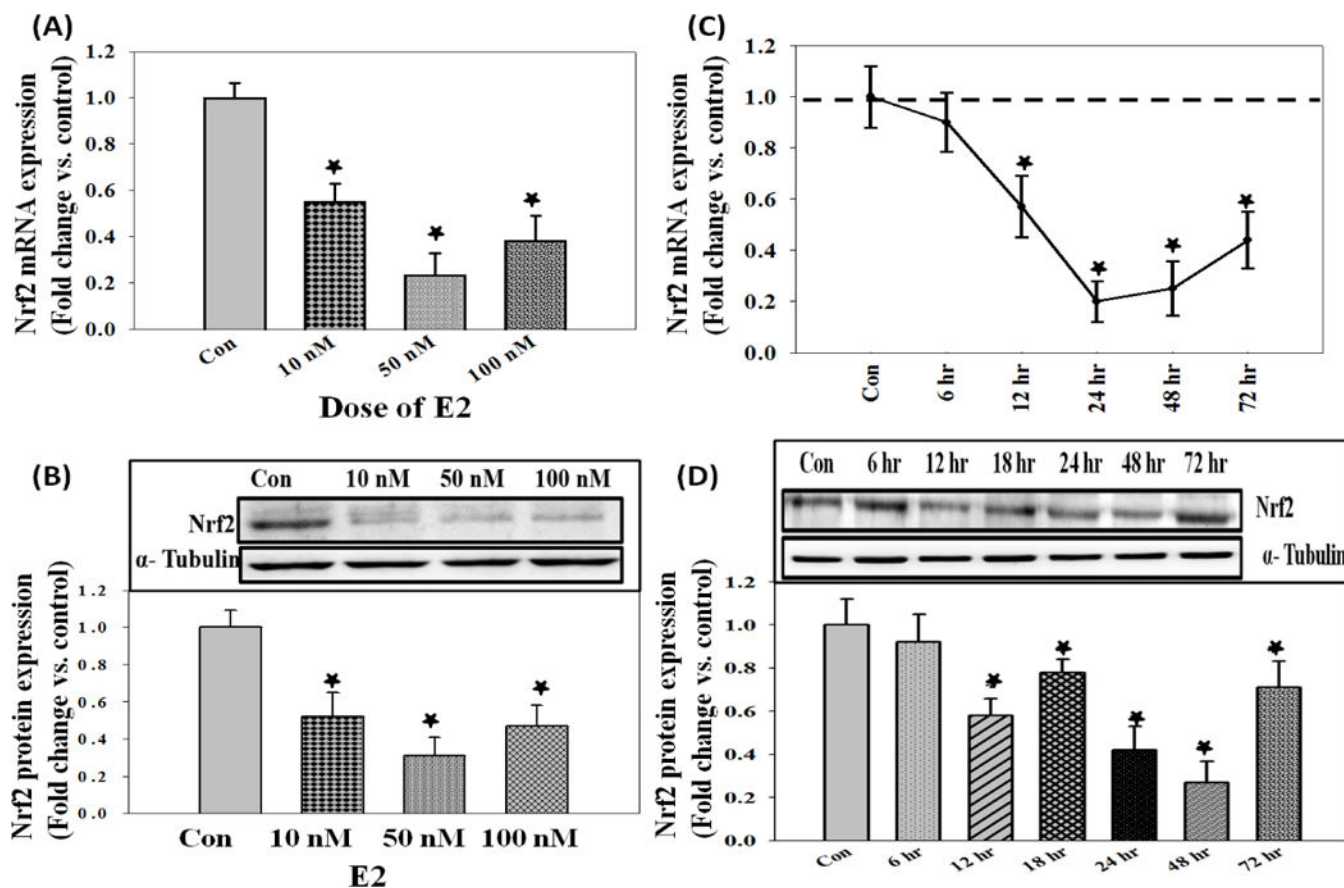 (A)
Nrf2 mRNA expression
(Fold change vs. control)
1.2
1.0
0.8
0.6
0.4
0.2
0.0
Con
10 nM
50 nM
100 nM
Dose of E2
(C)
Nrf2 mRNA expression
(Fold change vs. control)
1.2
1.0
0.8
0.6
0.4
0.2
0.0
Con
6 hr
12 hr
24 hr
48 hr
72 hr
(B)
Con 10 nM 50 nM 100 nM
Nrf2
α- Tubulin
Nrf2 protein expression
(Fold change vs. control)
1.2
1.0
0.8
0.6
0.4
0.2
0.0
Con 10 nM 50 nM 100 nM
E2
(D)
Con 6 hr 12 hr 18 hr 24 hr 48 hr 72 hr
Nrf2
α- Tubulin
Nrf2 protein expression
(Fold change vs. control)
1.2
1.0
0.8
0.6
0.4
0.2
0.0
Con
6 hr
12 hr
18 hr
24 hr
48 hr
72 hr